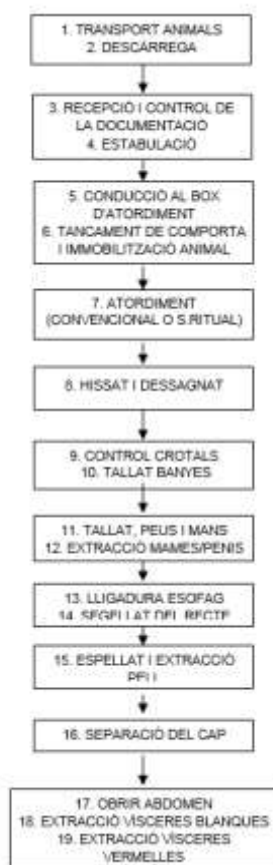 1. TRANSPORT ANIMALS
2. DESCÀRREGA
3. RECEPCIÓ I CONTROL DE
LA DOCUMENTACIÓ
4. ESTABULACIÓ
5. CONDUCCIÓ AL BOX
D'ATORDIMENT
6. TANCAMENT DE COMPORTA
I IMMOBILITZACIÓ ANIMAL
7. ATORDIMENT
(CONVENCIONAL O S.RITUAL)
8. HISSAT I DESSAGNAT
9. CONTROL CROTALS
10. TALLAT BANYES
11. TALLAT, PEUS I MANS
12. EXTRACCIÓ MAMES/PENIS
13. LLIGADURA ESOFAG
14. SEGELLAT DEL RECTE
15. ESPELLAT I EXTRACCIÓ
PELL
16. SEPARACIÓ DEL CAP
17. OBRIR ABDOMEN
18. EXTRACCIÓ VÍSCERES BLANQUES
19. EXTRACCIÓ VÍSCERES
VERMELLES